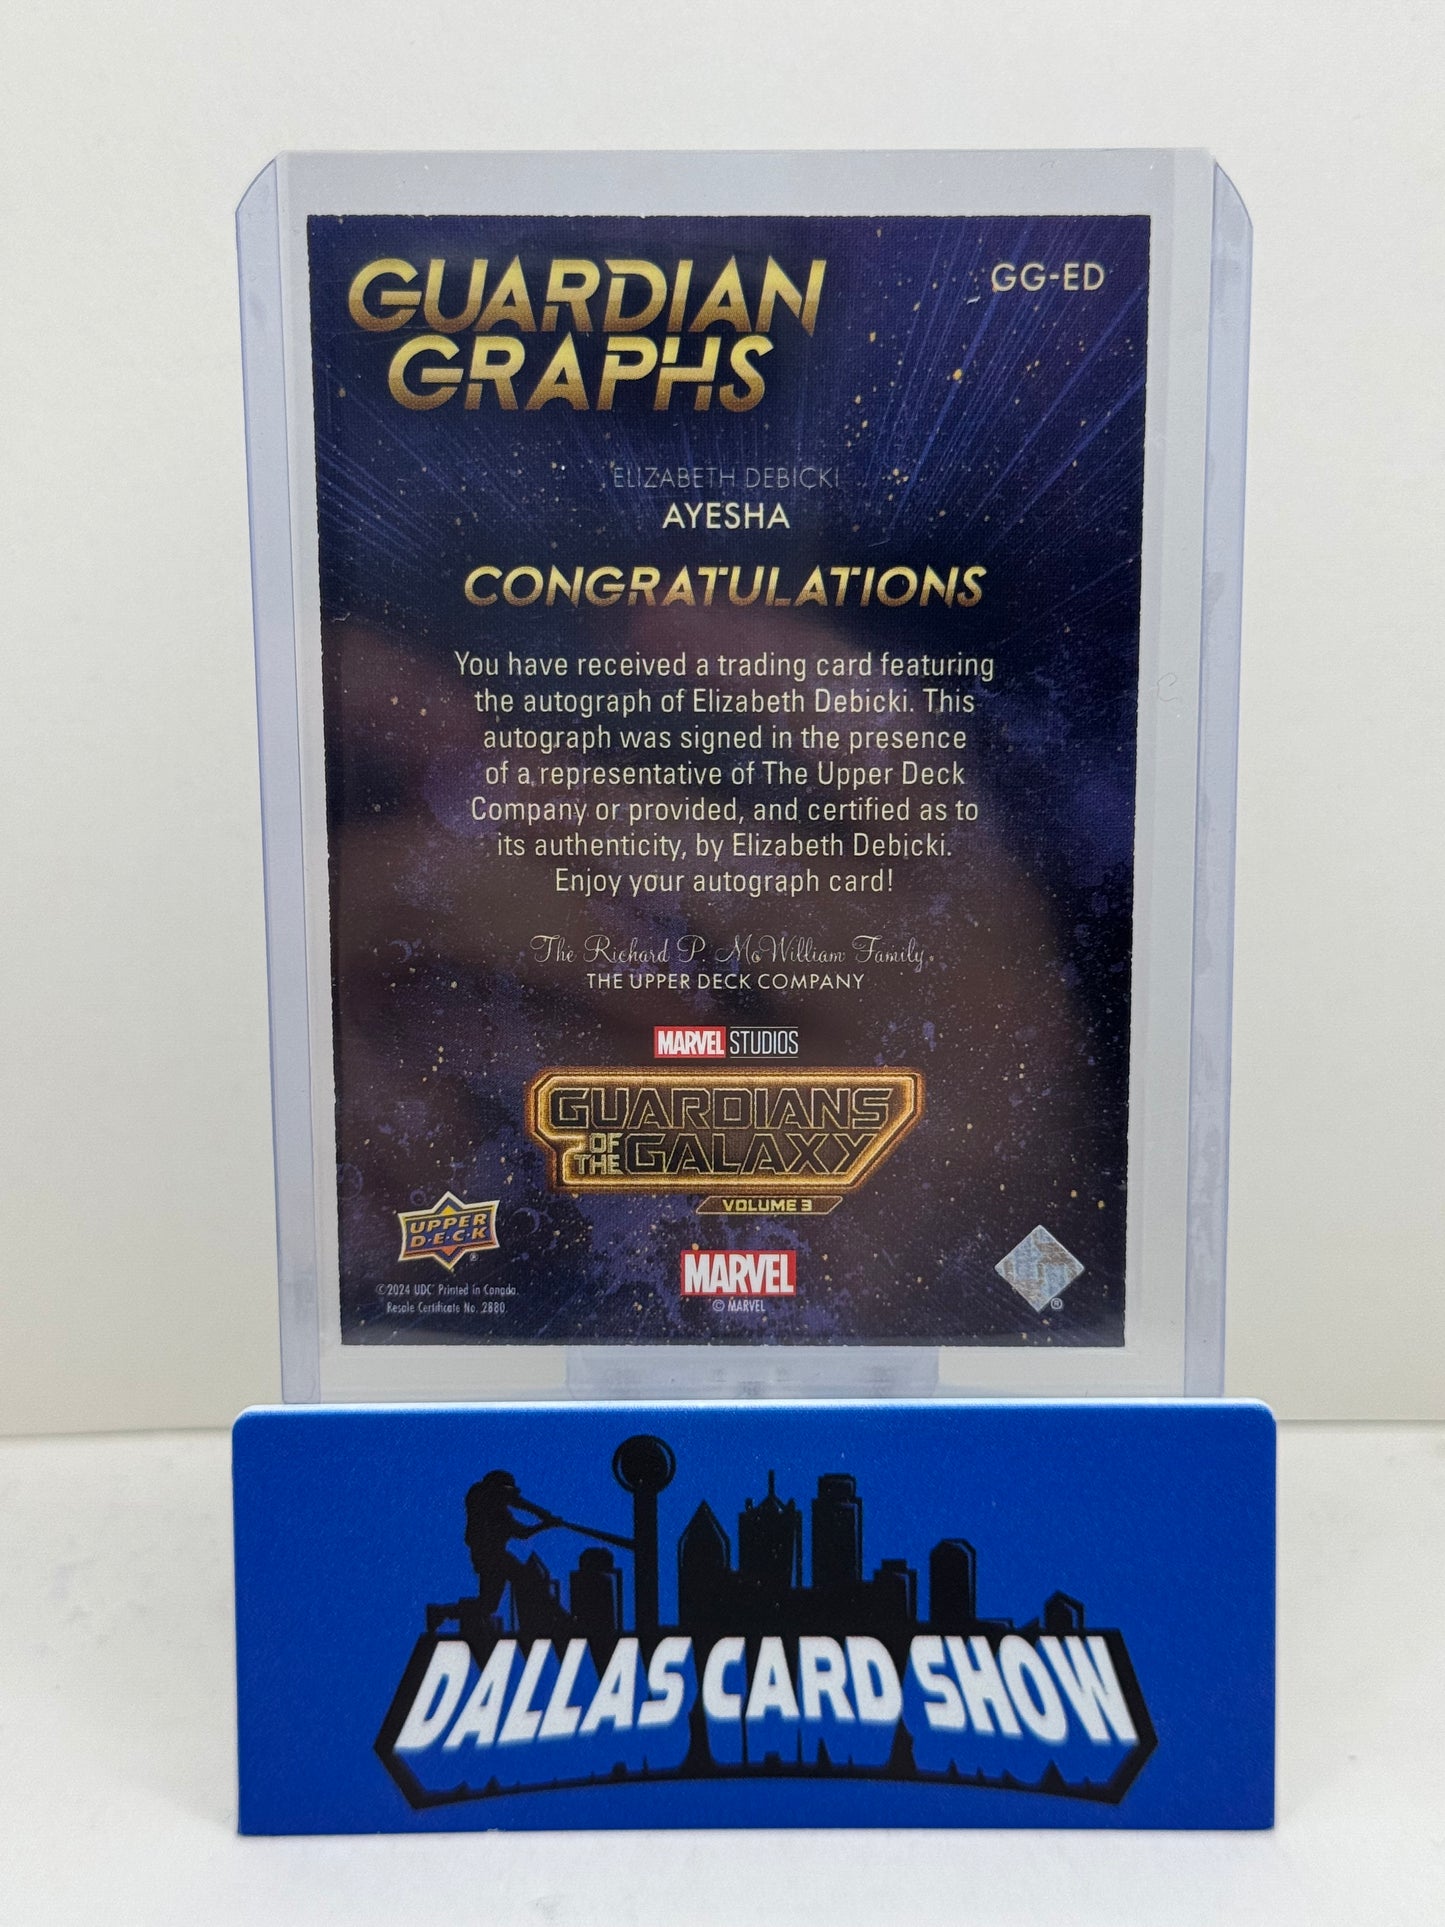 GUARDIAN
GRAPHS
GG-ED
ELIZABETH DEBICKI
AYESHA
CONGRATULATIONS
You have received a trading card featuring
the autograph of Elizabeth Debicki. This
autograph was signed in the presence
of a representative of The Upper Deck
Company or provided, and certified as to
its authenticity, by Elizabeth Debicki.
Enjoy your autograph card!
The Richard P. McWilliam Family
THE UPPER DECK COMPANY
MARVEL STUDIOS
GUARDIANS
OF THE GALAXY
VOLUME 3
UPPER
D·E·C·K
®
©2024 UDC Printed in Canada.
Resale Certificate No. 2880.
MARVEL
© MARVEL
®
DALLAS CARD SHOW